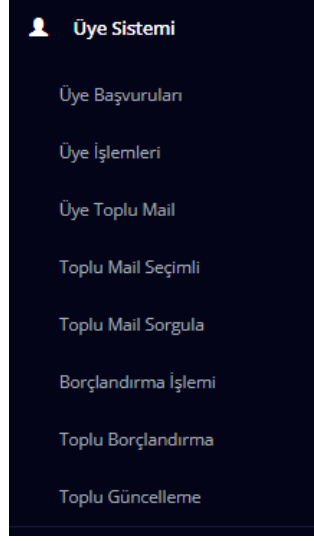 Üye Sistemi
Üye Başvuruları
Üye İşlemleri
Üye Toplu Mail
Toplu Mail Seçimli
Toplu Mail Sorgula
Borçlandırma İşlemi
Toplu Borçlandırma
Toplu Güncelleme